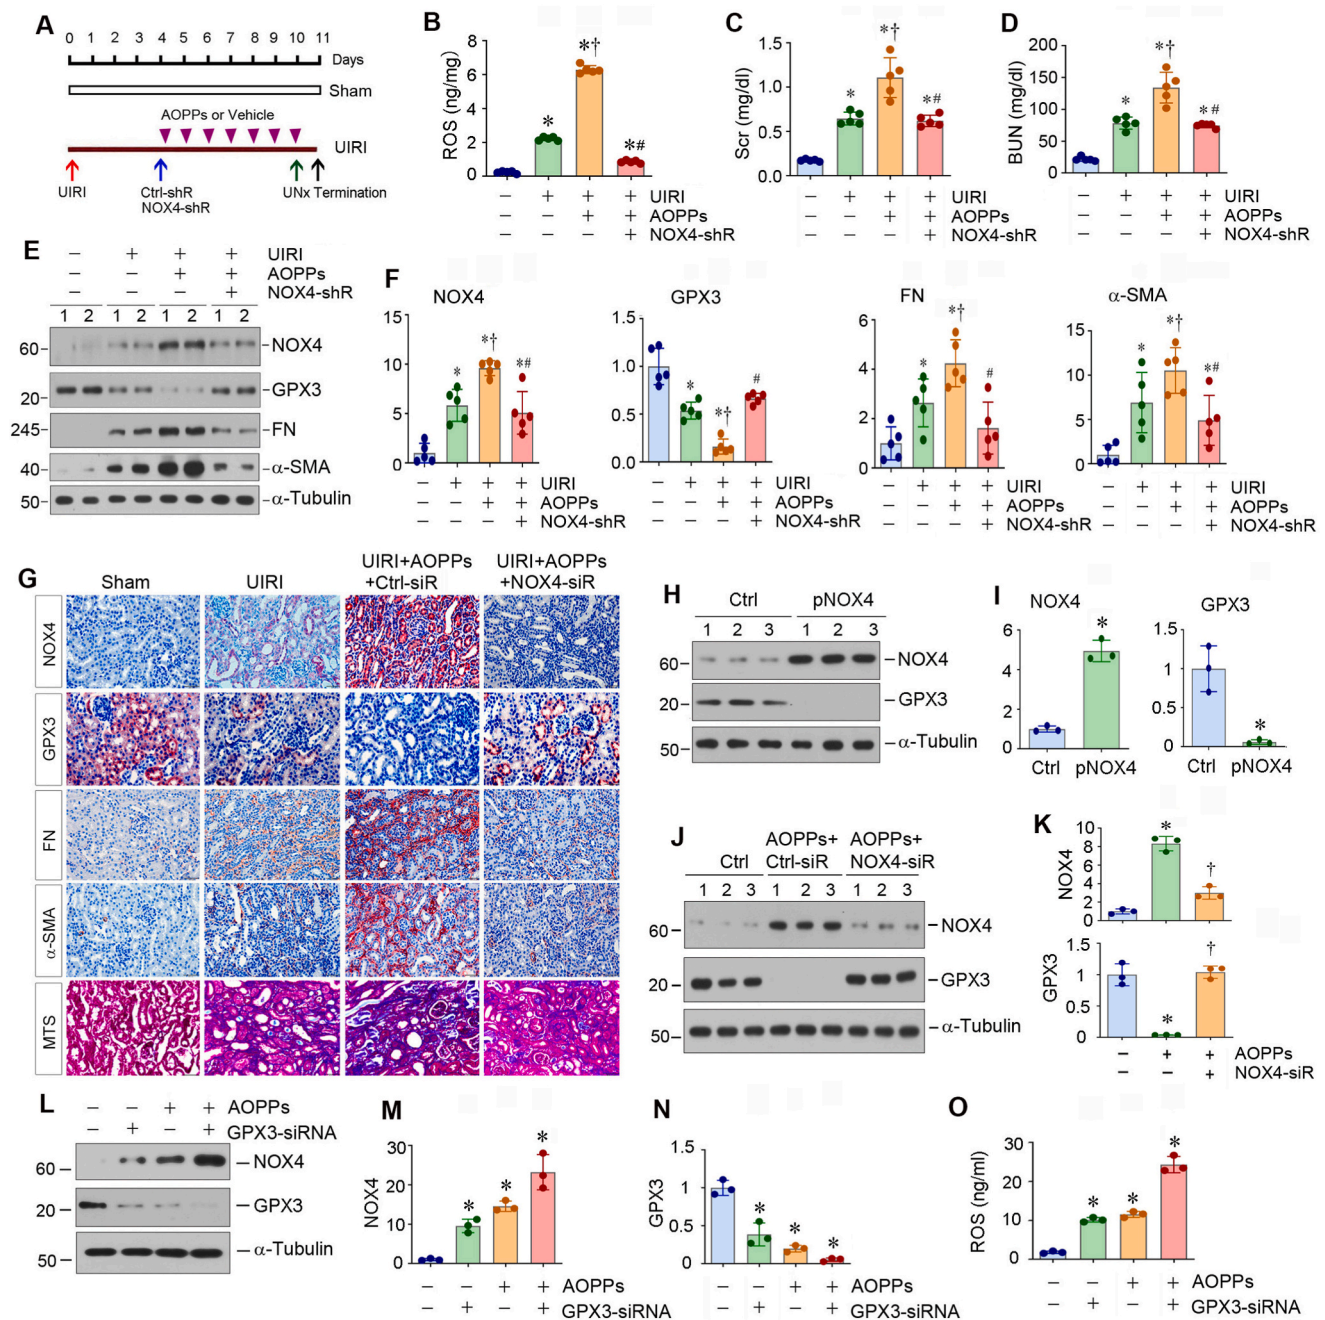 A
0 1 2 3 4 5 6 7 8 9 10 11
Days
Sham
AOPPs or Vehicle
UIRI
UIRI
Ctrl-shR
NOX4-shR
UNx Termination
B
ROS (ng/mg)
8
6
4
2
0
*
*†
*#
– + + + UIRI
– – + + AOPPs
– – – + NOX4-shR
C
Scr (mg/dl)
1.5
1.0
0.5
0.0
*
*†
*#
– + + + UIRI
– – + + AOPPs
– – – + NOX4-shR
D
BUN (mg/dl)
200
150
100
50
0
*
*†
*#
– + + + UIRI
– – + + AOPPs
– – – + NOX4-shR
E
– + + + UIRI
– – + + AOPPs
– – – + NOX4-shR
1 2 1 2 1 2 1 2
60 NOX4
20 GPX3
245 FN
40 α-SMA
50 α-Tubulin
F
NOX4
15
10
5
0
*
*†
*#
– + + + UIRI
– – + + AOPPs
– – – + NOX4-shR
GPX3
1.5
1.0
0.5
0.0
*
*†
#
– + + + UIRI
– – + + AOPPs
– – – + NOX4-shR
FN
6
4
2
0
*
*†
#
– + + + UIRI
– – + + AOPPs
– – – + NOX4-shR
α-SMA
15
10
5
0
*
*†
*#
– + + + UIRI
– – + + AOPPs
– – – + NOX4-shR
G
Sham
UIRI
UIRI+AOPPs
+Ctrl-siR
UIRI+AOPPs
+NOX4-siR
NOX4
GPX3
FN
α-SMA
MTS
H
Ctrl pNOX4
1 2 3 1 2 3
60 NOX4
20 GPX3
50 α-Tubulin
I
NOX4
6
4
2
0
*
Ctrl pNOX4
GPX3
1.5
1
0.5
0
*
Ctrl pNOX4
J
Ctrl
AOPPs+
Ctrl-siR
AOPPs+
NOX4-siR
1 2 3 1 2 3 1 2 3
60 NOX4
20 GPX3
50 α-Tubulin
K
NOX4
10
8
6
4
2
0
*
†
GPX3
1.5
1
0.5
0
*
†
– + + AOPPs
– – + NOX4-siR
L
– – + + AOPPs
– + – + GPX3-siRNA
60 NOX4
20 GPX3
50 α-Tubulin
M
NOX4
30
20
10
0
*
*
*
– – + + AOPPs
– + – + GPX3-siRNA
N
GPX3
1.5
1
0.5
0
*
*
*
– – + + AOPPs
– + – + GPX3-siRNA
O
ROS (ng/ml)
30
20
10
0
*
*
*
– – + + AOPPs
– + – + GPX3-siRNA